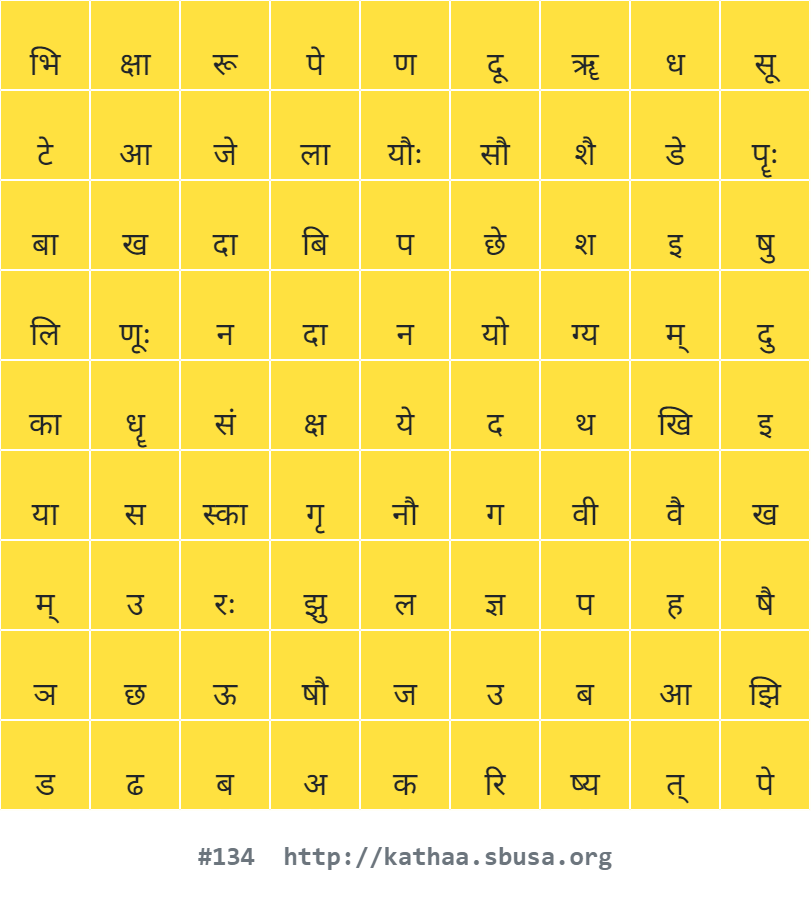 भि क्षा रू पे ण दू ॠ ध सू
टे आ जे ला यौः सौ शै डे पॄः
बा ख दा बि प छे श इ षु
लि णूः न दा न यो ग्य म् दु
का धॄ सं क्ष ये द थ खि इ
या स स्का गृ नौ ग वी वै ख
म् उ रः झु ल ज्ञ प ह षै
ञ छ ऊ षौ ज उ ब आ झि
ड ढ ब अ क रि ष्य त् पे
#134 http://kathaa.sbusa.org